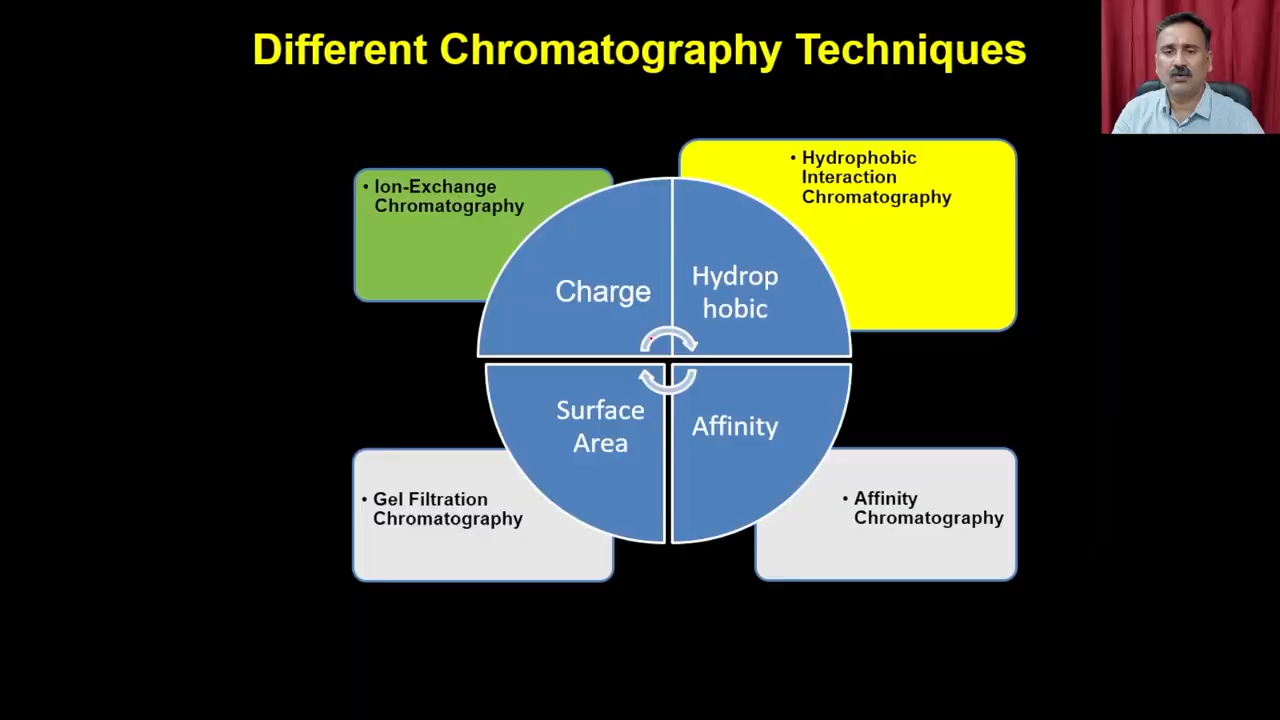 Different Chromatography Techniques
• Ion-Exchange
Chromatography
• Hydrophobic
Interaction
Chromatography
Charge
Hydrop
hobic
Surface
Area
Affinity
• Gel Filtration
Chromatography
• Affinity
Chromatography